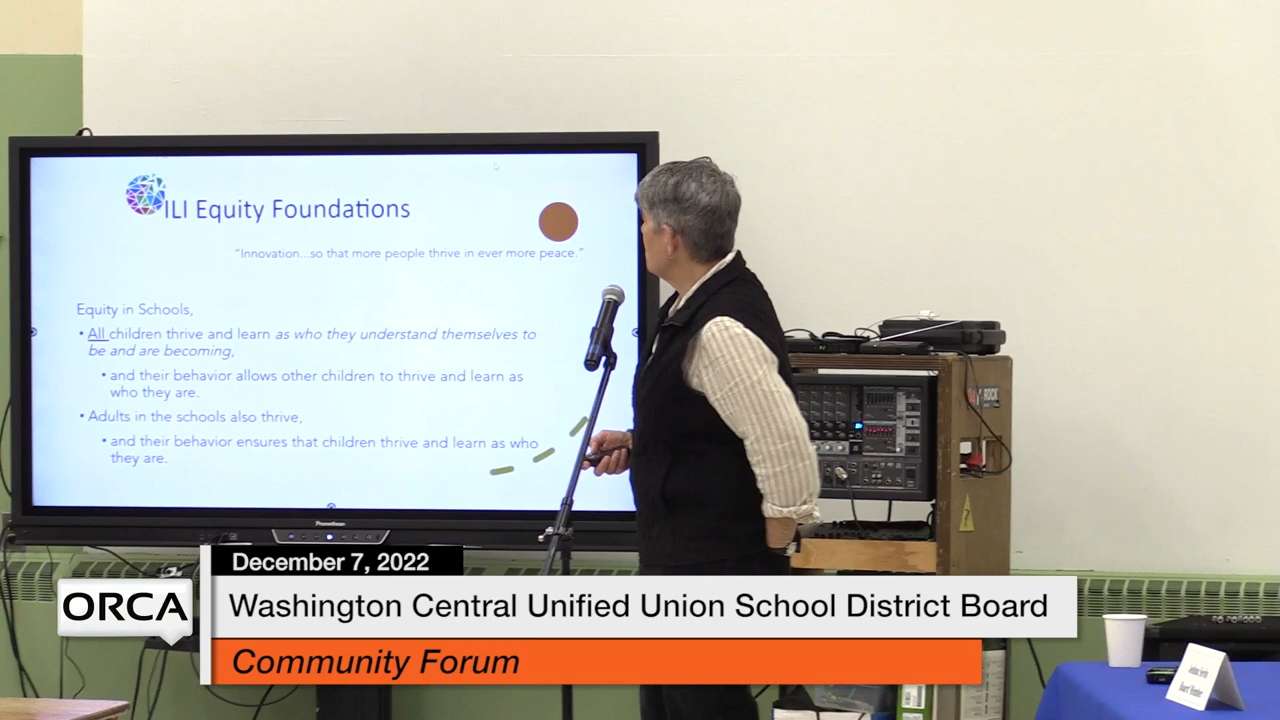 ILI Equity Foundations
"Innovation...so that more people thrive in ever more peace."
Equity in Schools,
• All children thrive and learn as who they understand themselves to
be and are becoming,
• and their behavior allows other children to thrive and learn as
who they are.
• Adults in the schools also thrive,
• and their behavior ensures that children thrive and learn as who
they are.
Promethean
ROCK
December 7, 2022
ORCA
Washington Central Unified Union School District Board
Community Forum
Board Member